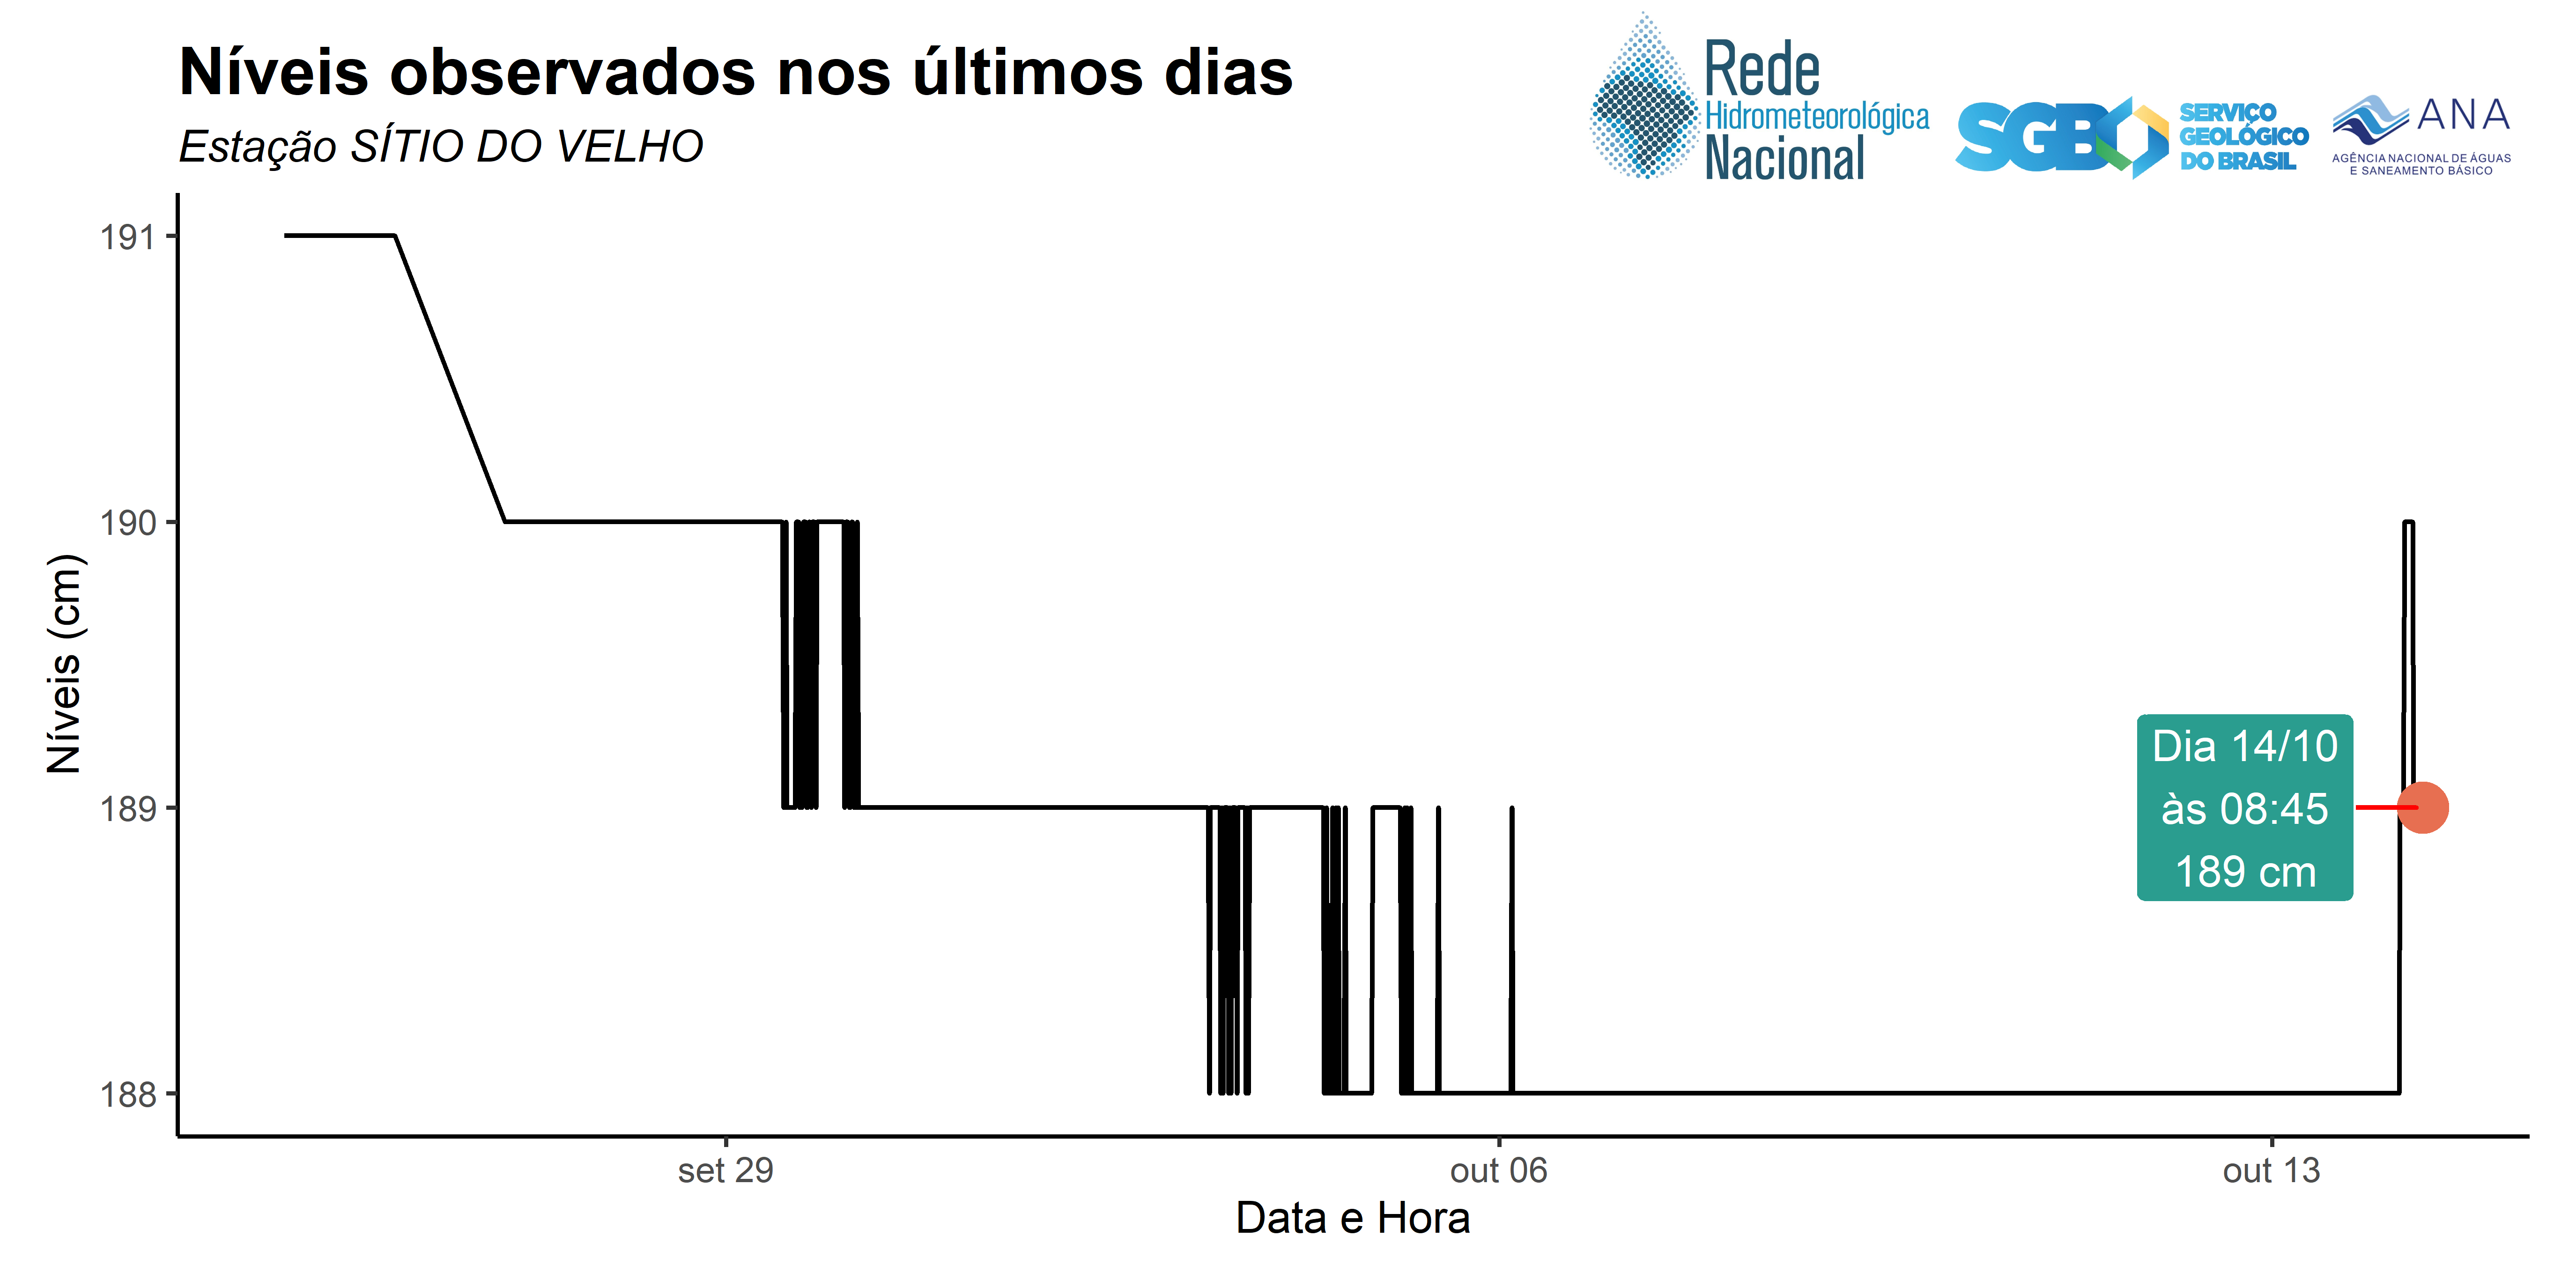 Níveis observados nos últimos dias
Estação SÍTIO DO VELHO
Rede
Hidrometeorológica
Nacional
SGB
SERVIÇO
GEOLÓGICO
DO BRASIL
ANA
AGÊNCIA NACIONAL DE ÁGUAS
E SANEAMENTO BÁSICO
191
190
189
188
Níveis (cm)
Dia 14/10
às 08:45
189 cm
set 29
out 06
out 13
Data e Hora